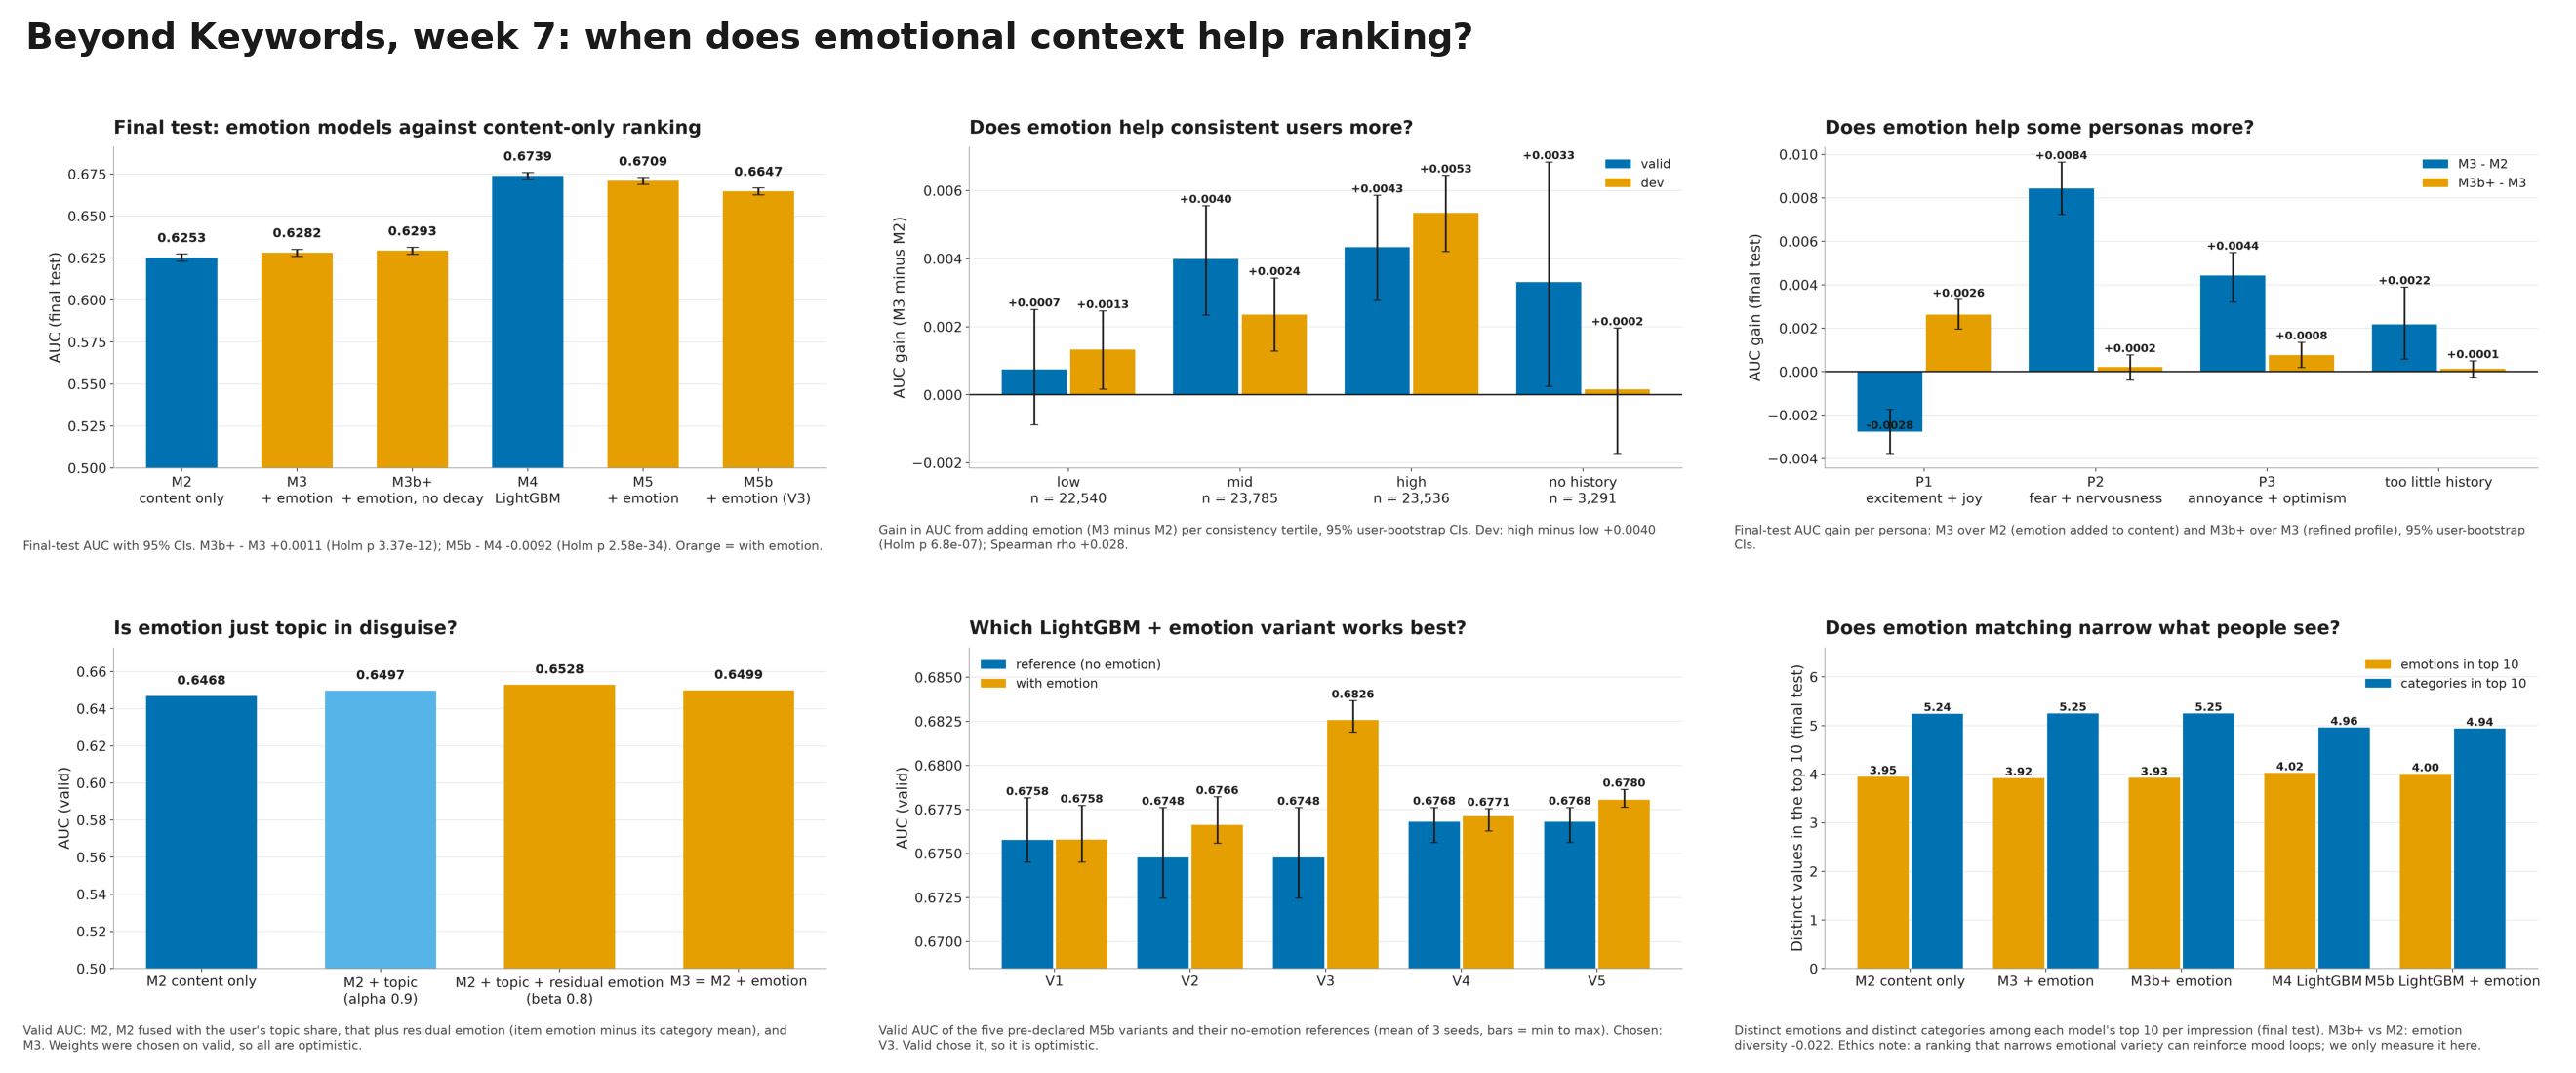 Beyond Keywords, week 7: when does emotional context help ranking?
Final test: emotion models against content-only ranking
AUC (final test)
0.675
0.650
0.625
0.600
0.575
0.550
0.525
0.500
0.6253
0.6282
0.6293
0.6739
0.6709
0.6647
M2
content only
M3
+ emotion
M3b+
+ emotion, no decay
M4
LightGBM
M5
+ emotion
M5b
+ emotion (V3)
Final-test AUC with 95% CIs. M3b+ - M3 +0.0011 (Holm p 3.37e-12); M5b - M4 -0.0092 (Holm p 2.58e-34). Orange = with emotion.
Does emotion help consistent users more?
AUC gain (M3 minus M2)
0.006
0.004
0.002
0.000
−0.002
+0.0007
+0.0013
+0.0040
+0.0024
+0.0043
+0.0053
+0.0033
+0.0002
valid
dev
low
n = 22,540
mid
n = 23,785
high
n = 23,536
no history
n = 3,291
Gain in AUC from adding emotion (M3 minus M2) per consistency tertile, 95% user-bootstrap CIs. Dev: high minus low +0.0040
(Holm p 6.8e-07); Spearman rho +0.028.
Does emotion help some personas more?
AUC gain (final test)
0.010
0.008
0.006
0.004
0.002
0.000
−0.002
−0.004
-0.0028
+0.0026
+0.0084
+0.0002
+0.0044
+0.0008
+0.0022
+0.0001
M3 - M2
M3b+ - M3
P1
excitement + joy
P2
fear + nervousness
P3
annoyance + optimism
too little history
Final-test AUC gain per persona: M3 over M2 (emotion added to content) and M3b+ over M3 (refined profile), 95% user-bootstrap
CIs.
Is emotion just topic in disguise?
AUC (valid)
0.66
0.64
0.62
0.60
0.58
0.56
0.54
0.52
0.50
0.6468
0.6497
0.6528
0.6499
M2 content only
M2 + topic
(alpha 0.9)
M2 + topic + residual emotion
(beta 0.8)
M3 = M2 + emotion
Valid AUC: M2, M2 fused with the user's topic share, that plus residual emotion (item emotion minus its category mean), and
M3. Weights were chosen on valid, so all are optimistic.
Which LightGBM + emotion variant works best?
AUC (valid)
0.6850
0.6825
0.6800
0.6775
0.6750
0.6725
0.6700
reference (no emotion)
with emotion
0.6758
0.6758
0.6748
0.6766
0.6748
0.6826
0.6768
0.6771
0.6768
0.6780
V1
V2
V3
V4
V5
Valid AUC of the five pre-declared M5b variants and their no-emotion references (mean of 3 seeds, bars = min to max). Chosen:
V3. Valid chose it, so it is optimistic.
Does emotion matching narrow what people see?
Distinct values in the top 10 (final test)
6
5
4
3
2
1
0
emotions in top 10
categories in top 10
3.95
5.24
3.92
5.25
3.93
5.25
4.02
4.96
4.00
4.94
M2 content only
M3 + emotion
M3b+ emotion
M4 LightGBM
M5b LightGBM + emotion
Distinct emotions and distinct categories among each model's top 10 per impression (final test). M3b+ vs M2: emotion
diversity -0.022. Ethics note: a ranking that narrows emotional variety can reinforce mood loops; we only measure it here.